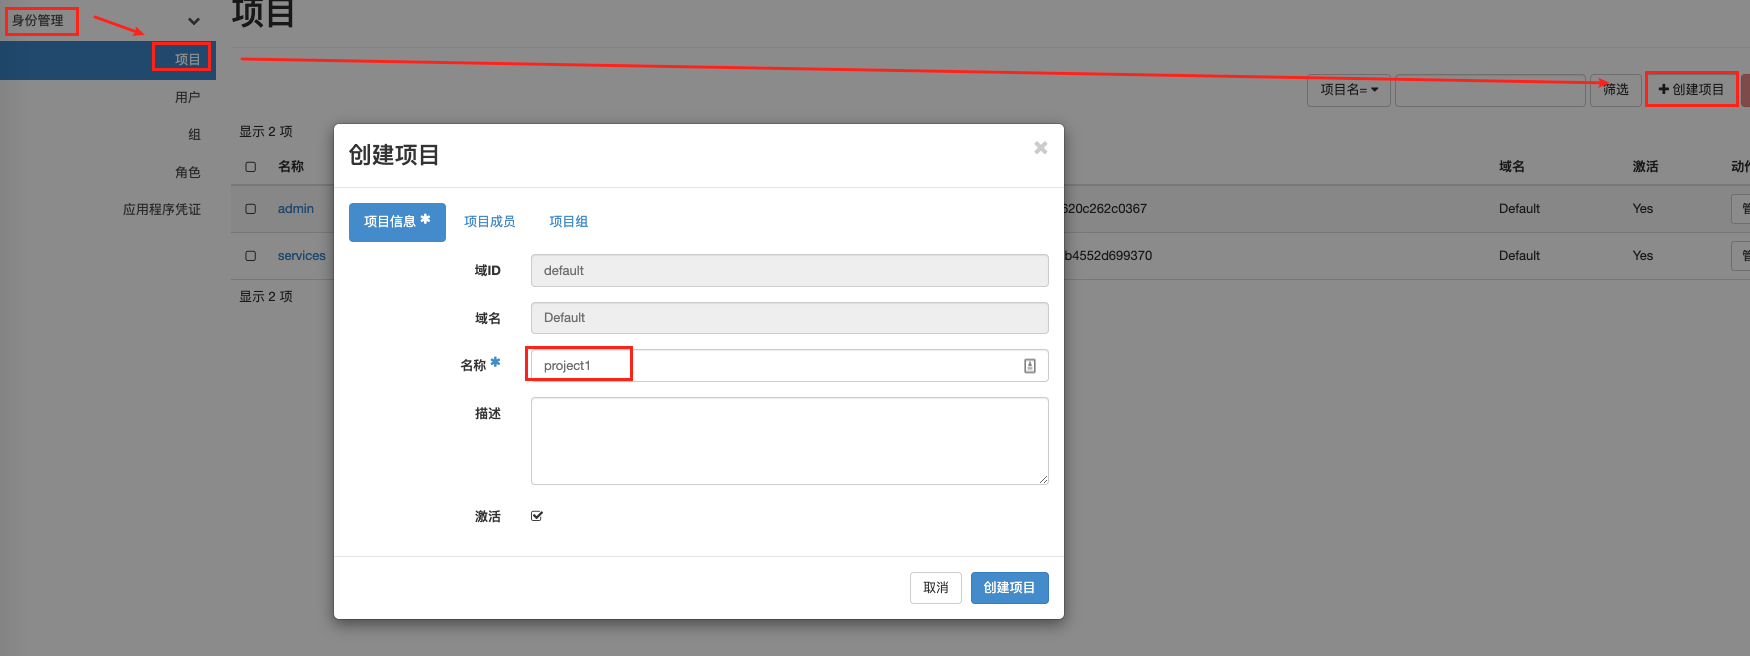 身份管理
项目
用户
组
角色
应用程序凭证
项目
项目名=
筛选
创建项目
显示 2 项
名称
域名
激活
admin
620c262c0367
Default
Yes
services
b4552d699370
Default
Yes
显示 2 项
创建项目
项目信息 *
项目成员
项目组
域ID
default
域名
Default
名称 *
project1
描述
激活
取消
创建项目